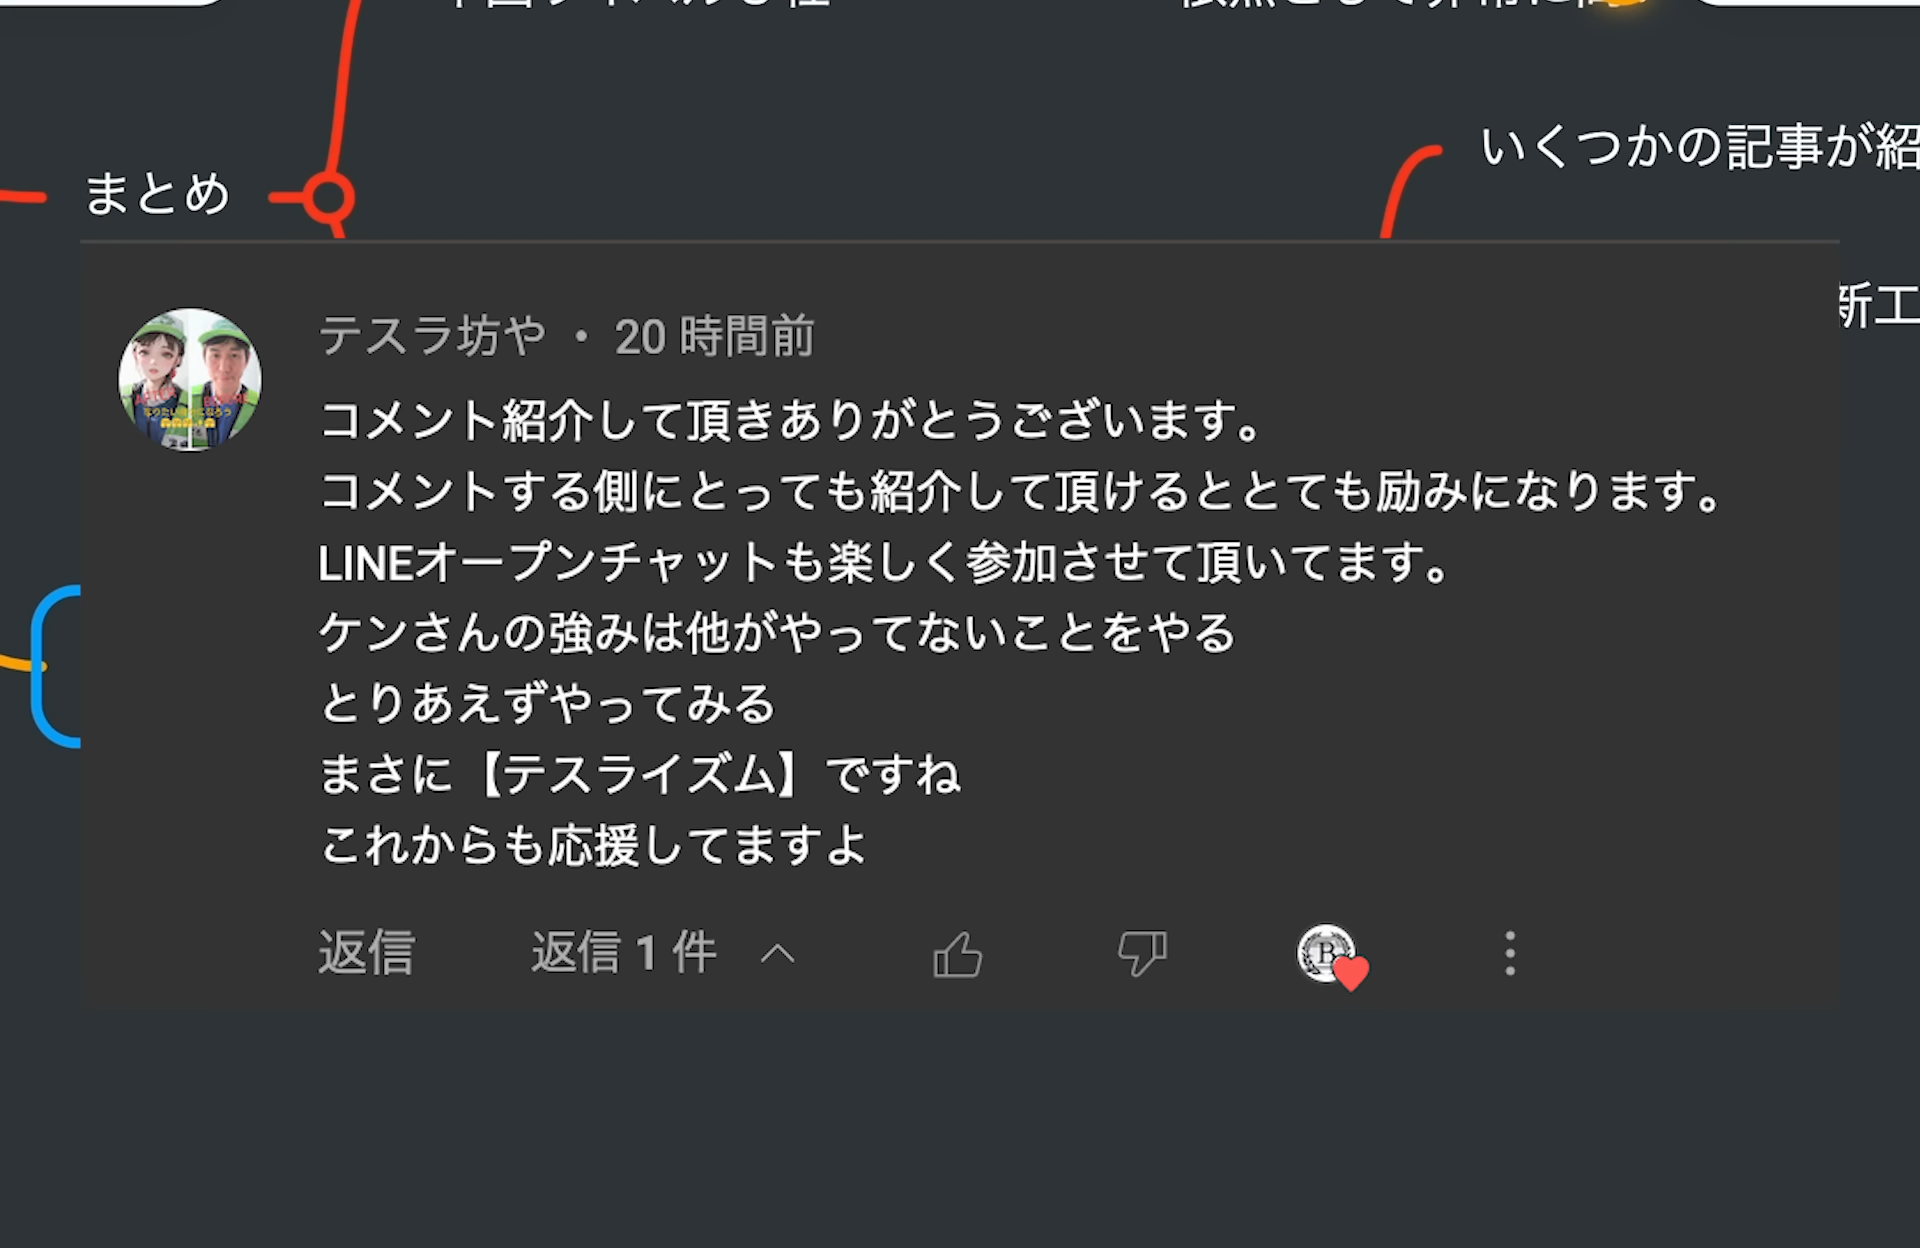 まとめ
いくつかの記事が紹
新工
テスラ坊や • 20 時間前
コメント紹介して頂きありがとうございます。
コメントする側にとっても紹介して頂けるととても励みになります。
LINEオープンチャットも楽しく参加させて頂いてます。
ケンさんの強みは他がやってないことをやる
とりあえずやってみる
まさに【テスライズム】ですね
これからも応援してますよ
返信 返信 1 件
B